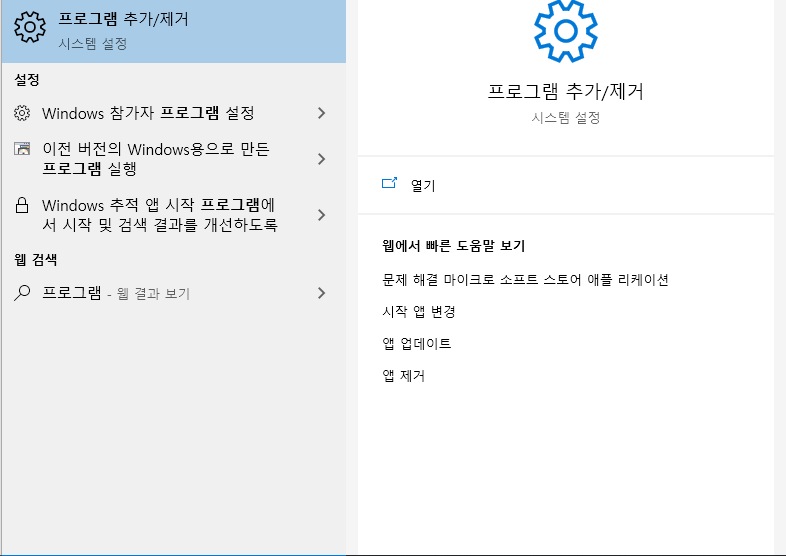 프로그램 추가/제거
시스템 설정
설정
Windows 참가자 프로그램 설정
이전 버전의 Windows용으로 만든
프로그램 실행
Windows 추적 앱 시작 프로그램에
서 시작 및 검색 결과를 개선하도록
웹 검색
프로그램 - 웹 결과 보기
프로그램 추가/제거
시스템 설정
열기
웹에서 빠른 도움말 보기
문제 해결 마이크로 소프트 스토어 애플 리케이션
시작 앱 변경
앱 업데이트
앱 제거